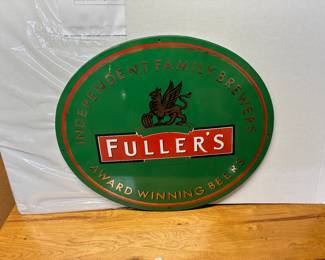 INDEPENDENT FAMILY BREWERS
FULLER'S
AWARD WINNING BEERS